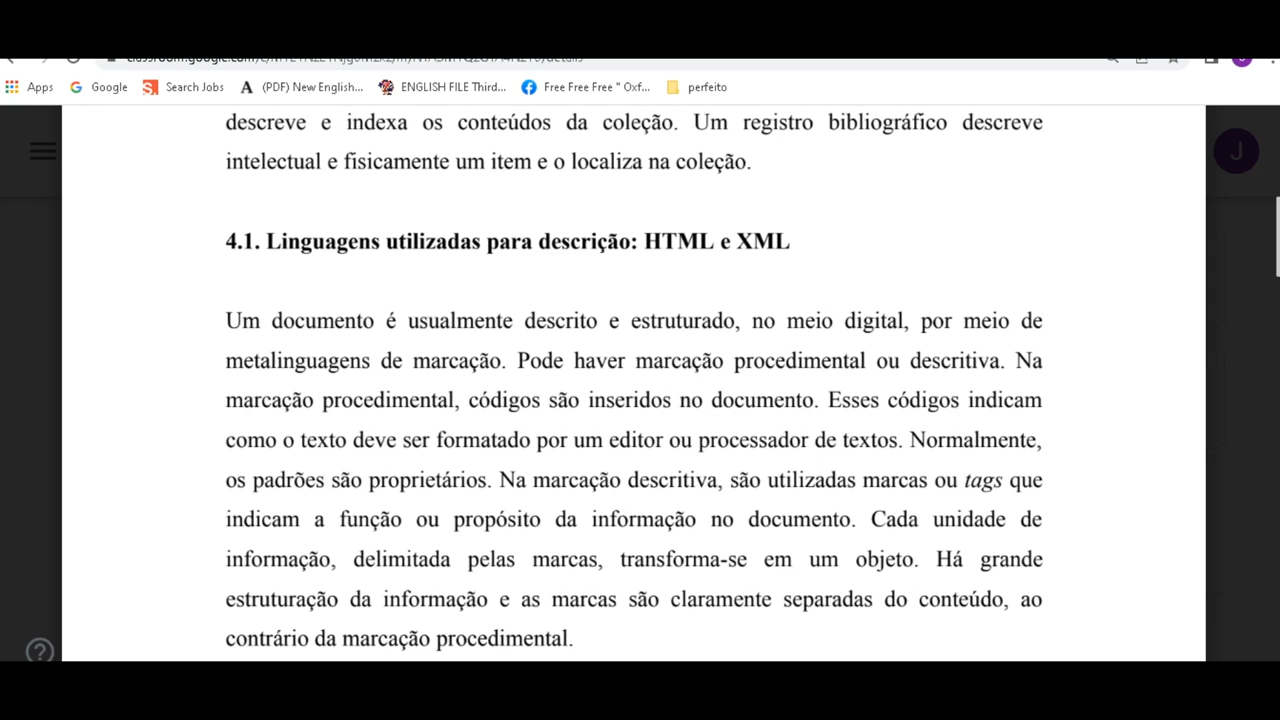 Apps
Google
Search Jobs
(PDF) New English...
ENGLISH FILE Third...
Free Free Free " Oxf...
perfeito
descreve e indexa os conteúdos da coleção. Um registro bibliográfico descreve
intelectual e fisicamente um item e o localiza na coleção.
J
4.1. Linguagens utilizadas para descrição: HTML e XML
Um documento é usualmente descrito e estruturado, no meio digital, por meio de
metalinguagens de marcação. Pode haver marcação procedimental ou descritiva. Na
marcação procedimental, códigos são inseridos no documento. Esses códigos indicam
como o texto deve ser formatado por um editor ou processador de textos. Normalmente,
os padrões são proprietários. Na marcação descritiva, são utilizadas marcas ou tags que
indicam a função ou propósito da informação no documento. Cada unidade de
informação, delimitada pelas marcas, transforma-se em um objeto. Há grande
estruturação da informação e as marcas são claramente separadas do conteúdo, ao
contrário da marcação procedimental.